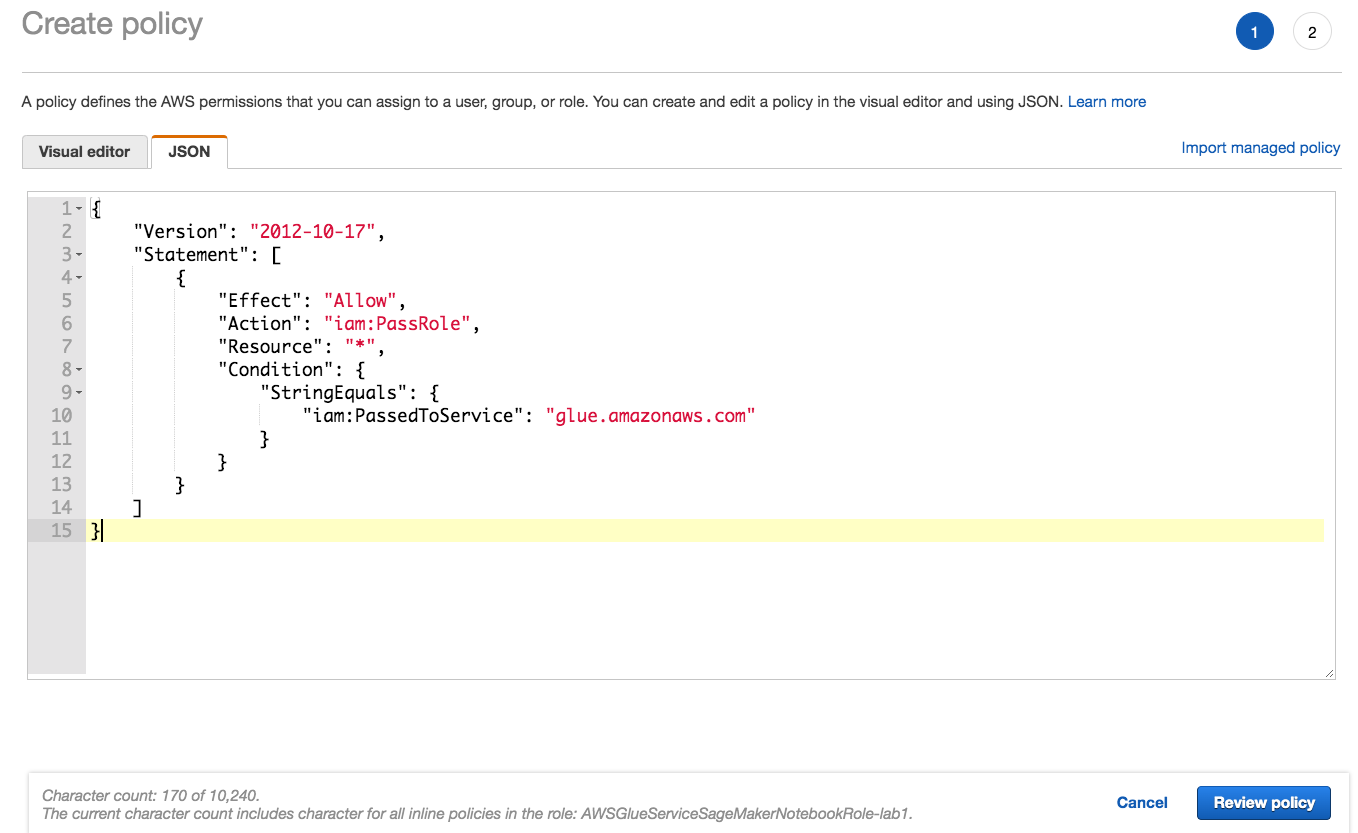 Create policy
1
2
A policy defines the AWS permissions that you can assign to a user, group, or role. You can create and edit a policy in the visual editor and using JSON. Learn more
Visual editor
JSON
Import managed policy
1 {
2     "Version": "2012-10-17",
3     "Statement": [
4         {
5             "Effect": "Allow",
6             "Action": "iam:PassRole",
7             "Resource": "*",
8             "Condition": {
9                 "StringEquals": {
10                     "iam:PassedToService": "glue.amazonaws.com"
11                 }
12             }
13         }
14     ]
15 }
Character count: 170 of 10,240.
The current character count includes character for all inline policies in the role: AWSGlueServiceSageMakerNotebookRole-lab1.
Cancel
Review policy